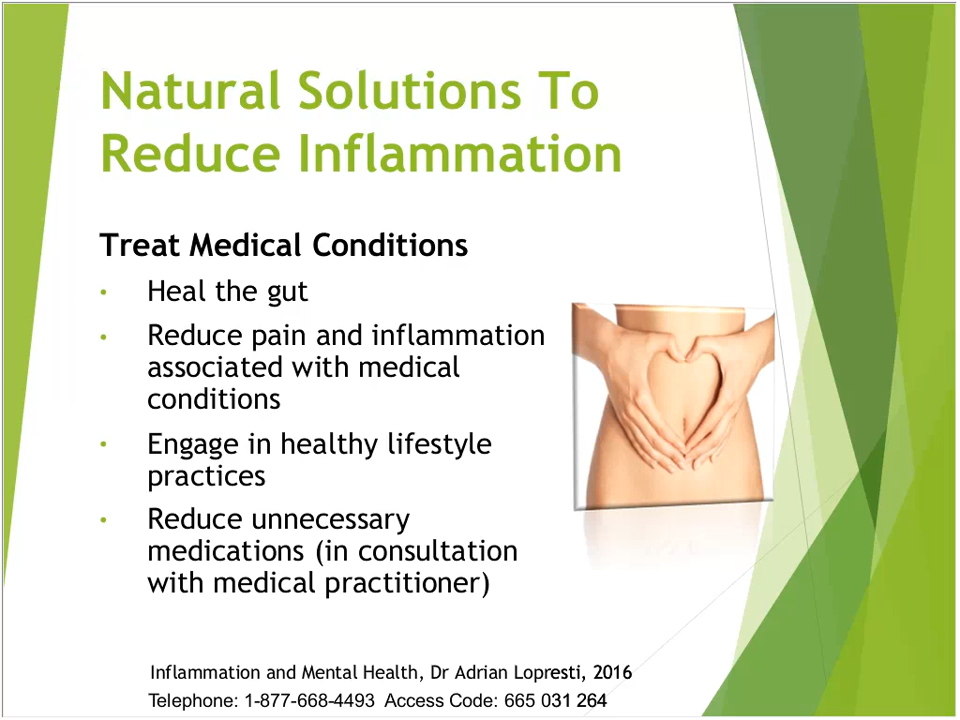 Natural Solutions To
Reduce Inflammation
Treat Medical Conditions
• Heal the gut
• Reduce pain and inflammation
associated with medical
conditions
• Engage in healthy lifestyle
practices
• Reduce unnecessary
medications (in consultation
with medical practitioner)
Inflammation and Mental Health, Dr Adrian Lopresti, 2016
Telephone: 1-877-668-4493 Access Code: 665 031 264